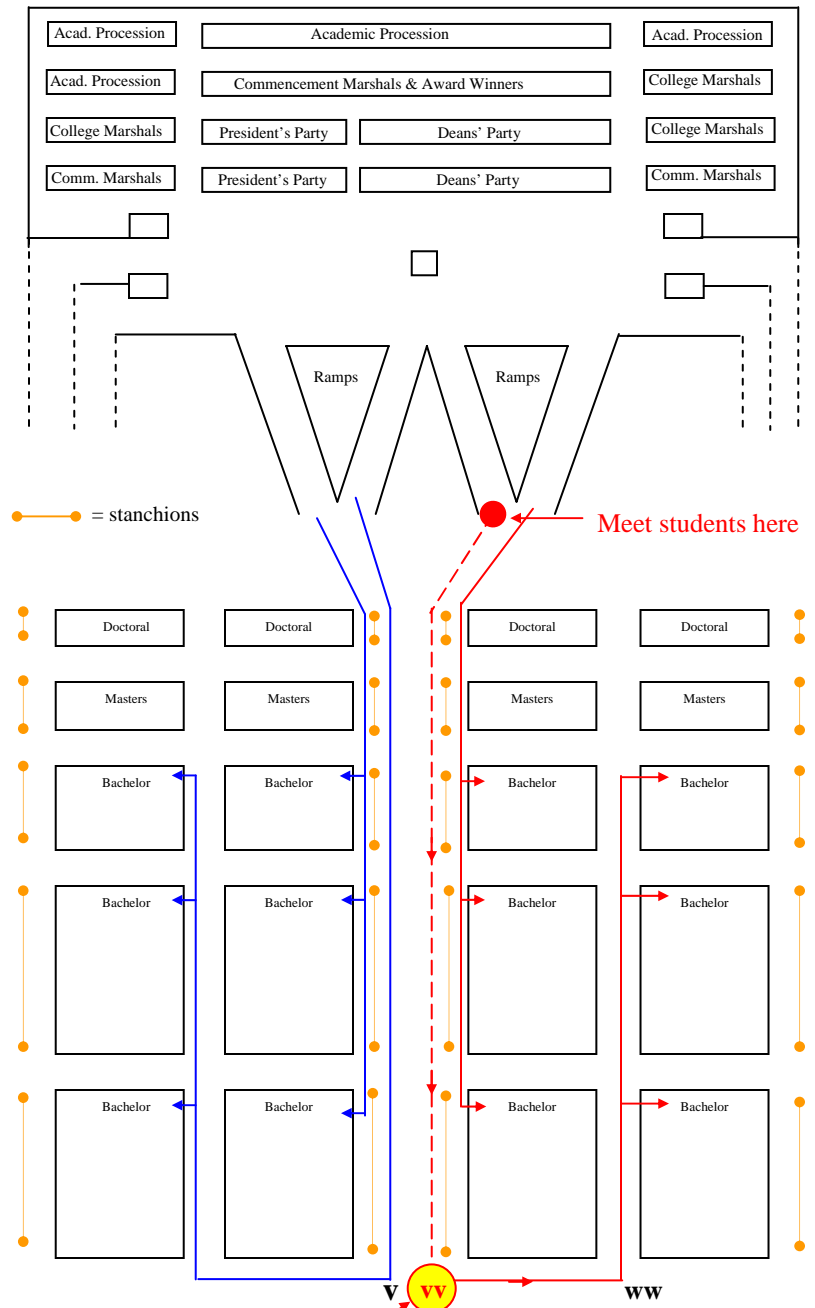 Acad. Procession
Academic Procession
Acad. Procession
Acad. Procession
Commencement Marshals & Award Winners
College Marshals
College Marshals
President's Party
Deans' Party
College Marshals
Comm. Marshals
President's Party
Deans' Party
Comm. Marshals
Ramps
Ramps
= stanchions
Meet students here
Doctoral
Doctoral
Doctoral
Doctoral
Masters
Masters
Masters
Masters
Bachelor
Bachelor
Bachelor
Bachelor
Bachelor
Bachelor
Bachelor
Bachelor
Bachelor
Bachelor
Bachelor
Bachelor
v
vv
ww